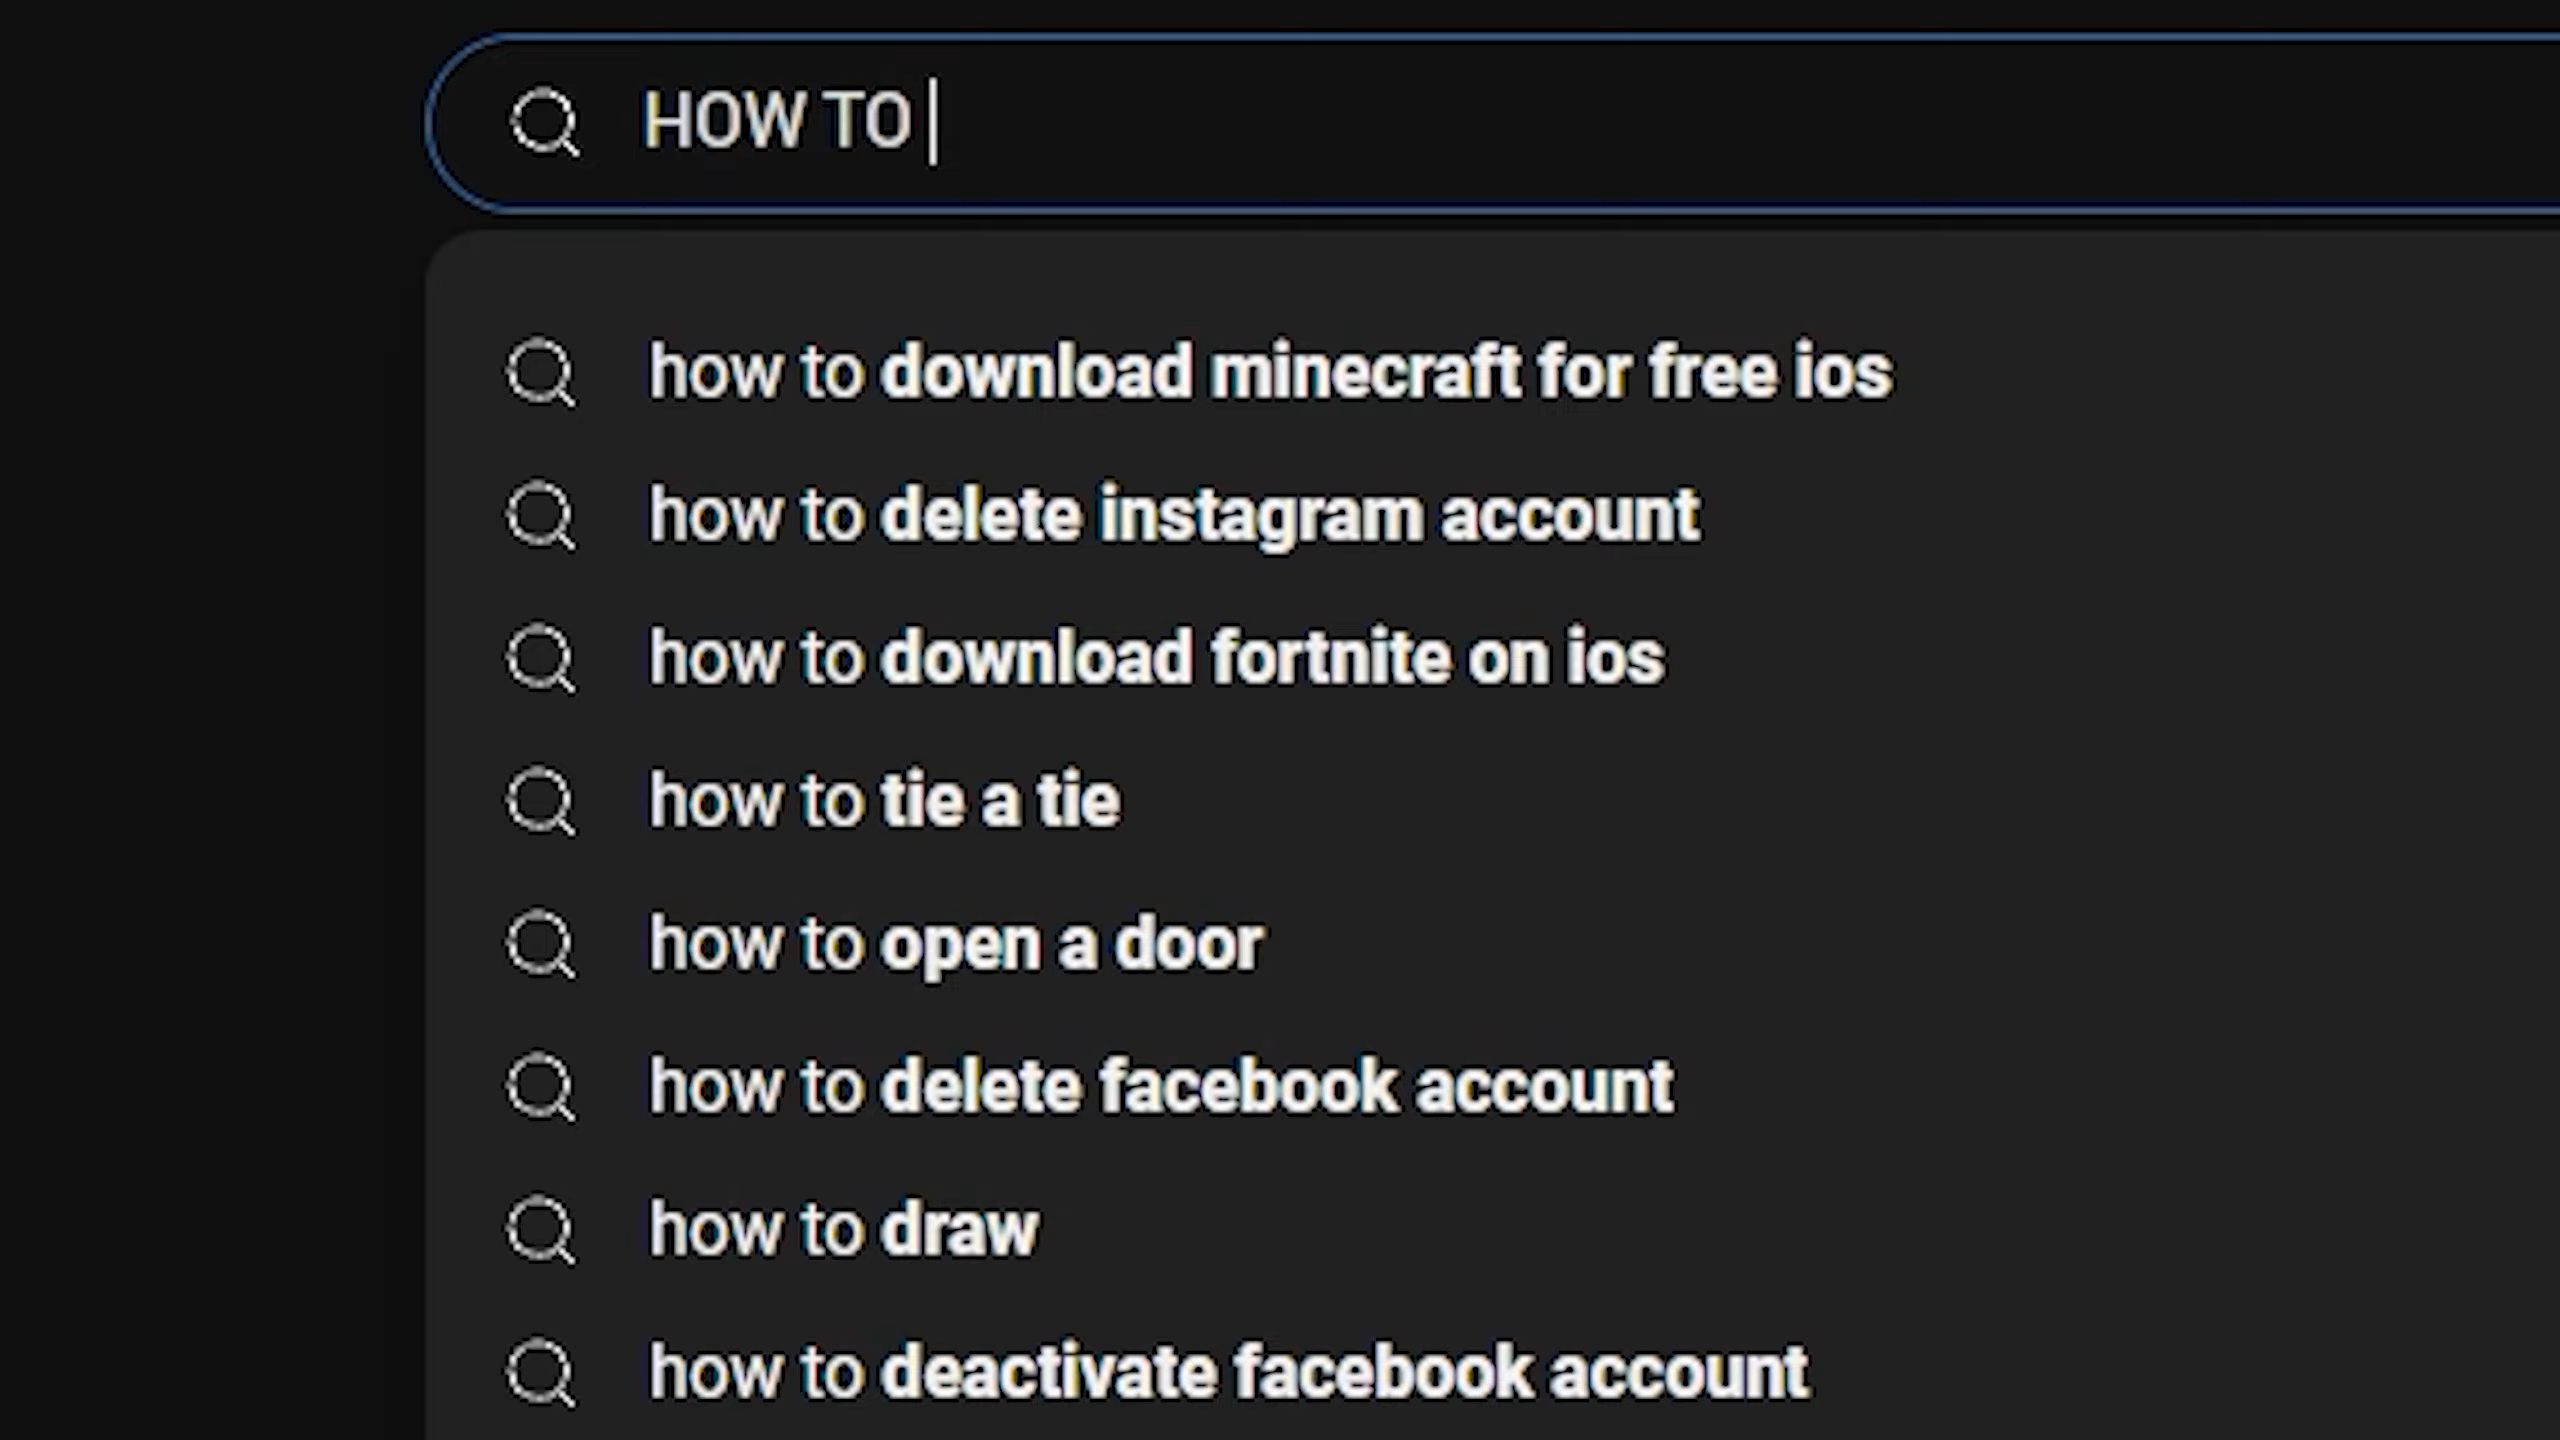 HOW TO
how to download minecraft for free ios
how to delete instagram account
how to download fortnite on ios
how to tie a tie
how to open a door
how to delete facebook account
how to draw
how to deactivate facebook account